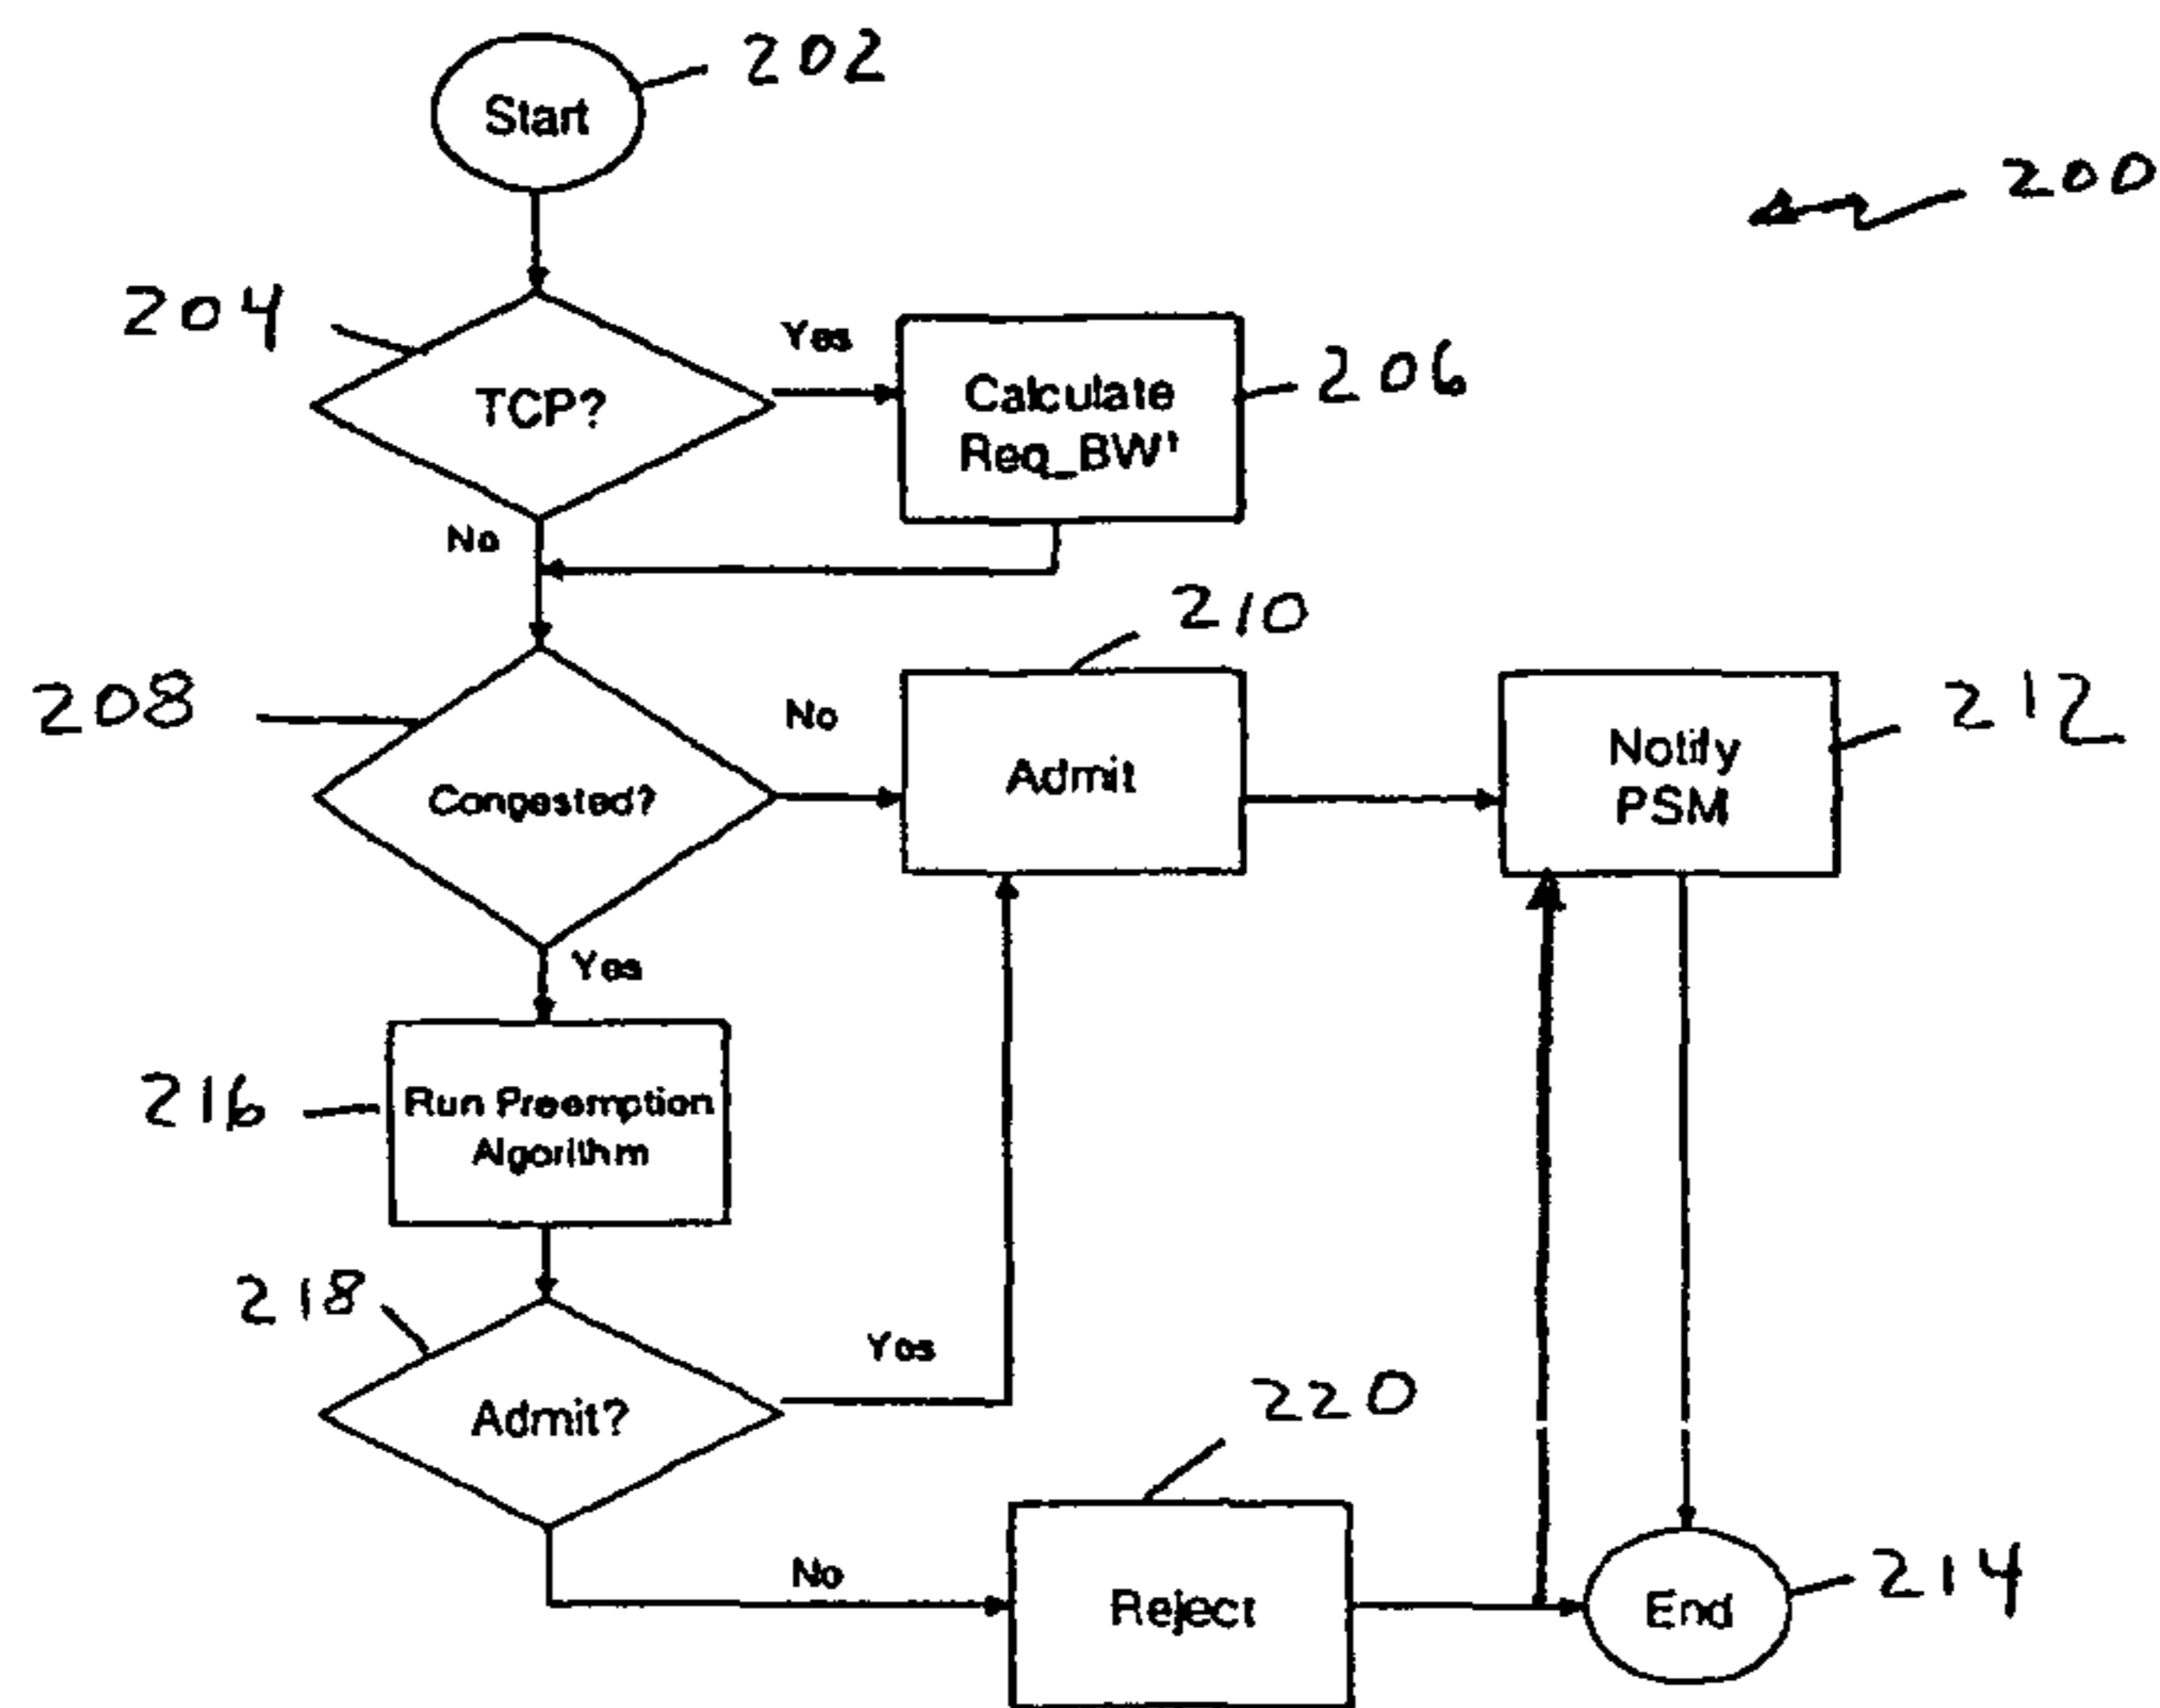 202
Start
200
204
TCP?
Yes
Calculate
Req_BW'
206
No
208
Congested?
No
210
Admit
Notify
PSM
212
Yes
216
Run Preemption
Algorithm
218
Admit?
Yes
220
No
Reject
End
214